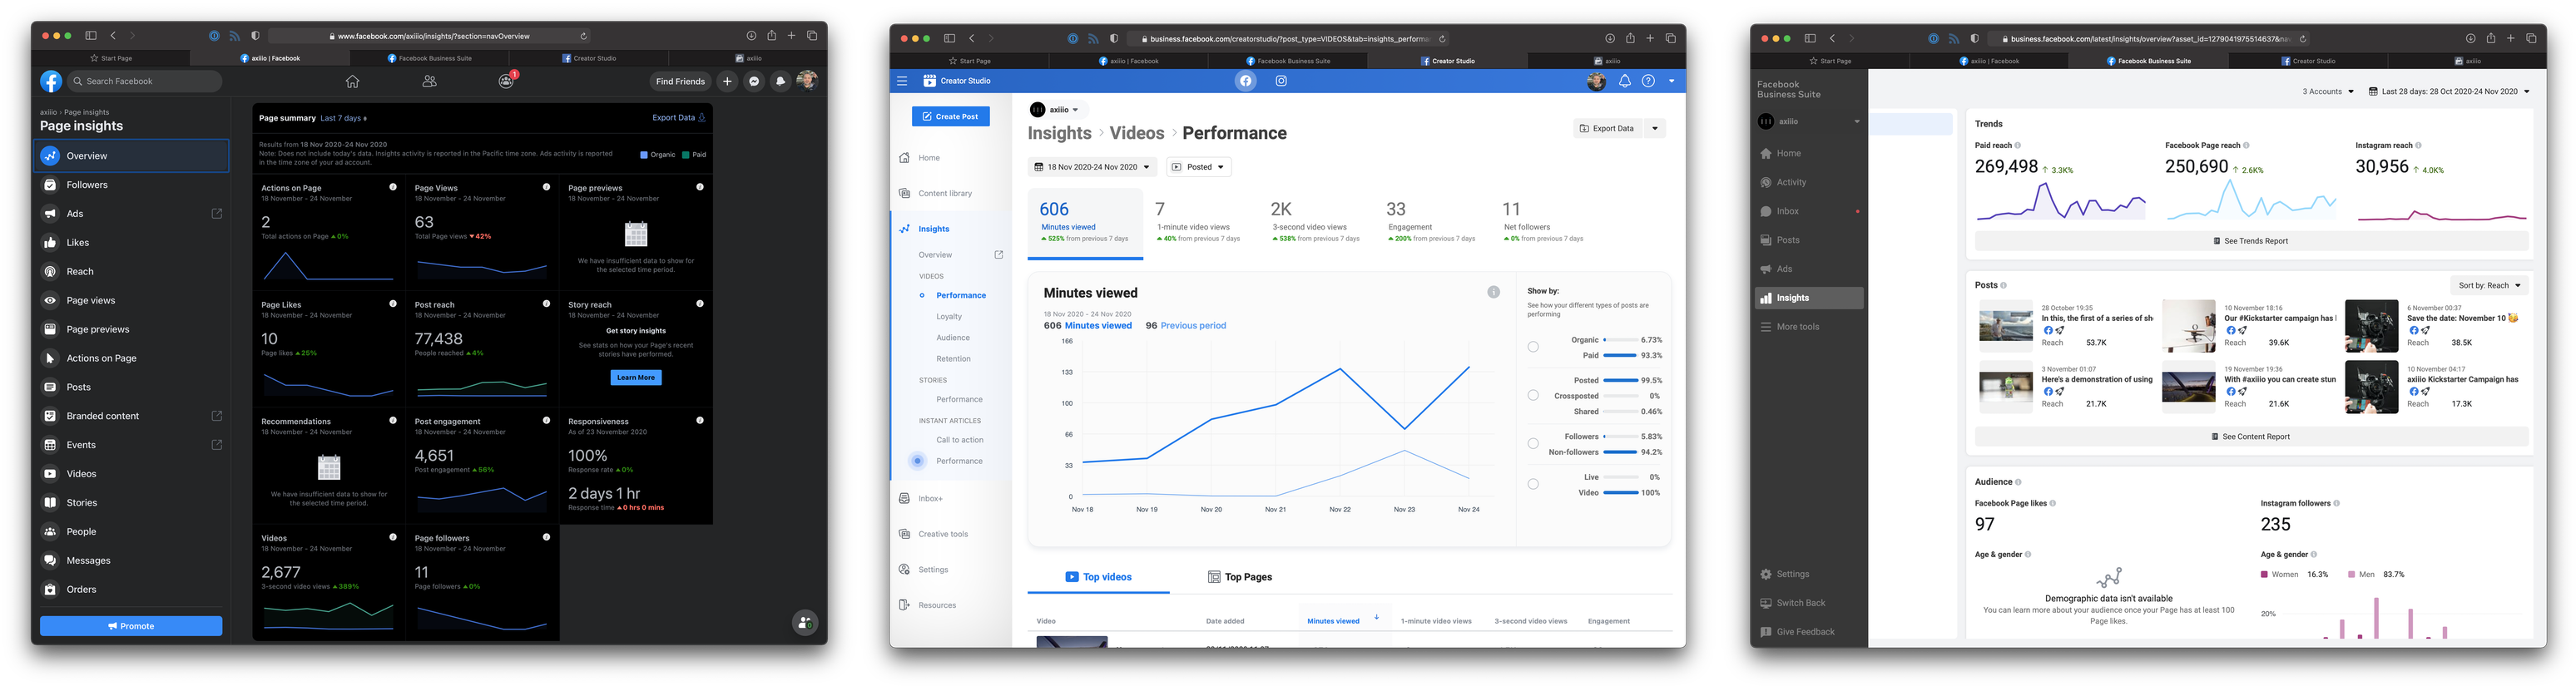 www.facebook.com/axiiio/insights/?section=navOverview
Start Page
axiiio | Facebook
Facebook Business Suite
Creator Studio
axiiio
Search Facebook
1
Find Friends
axiiio › Page insights
Page insights
Overview
Followers
Ads
Likes
Reach
Page views
Page previews
Actions on Page
Posts
Branded content
Events
Videos
Stories
People
Messages
Orders
Promote
Page summary Last 7 days
Export Data
Results from 18 Nov 2020-24 Nov 2020
Note: Does not include today's data. Insights activity is reported in the Pacific time zone. Ads activity is reported
in the time zone of your ad account.
Organic Paid
Actions on Page
18 November - 24 November
2
Total actions on Page 0%
Page Views
18 November - 24 November
63
Total Page views 42%
Page previews
18 November - 24 November
We have insufficient data to show for
the selected time period.
Page Likes
18 November - 24 November
10
Page likes 25%
Post reach
18 November - 24 November
77,438
People reached 4%
Story reach
18 November - 24 November
Get story insights
See stats on how your Page's recent
stories have performed.
Learn More
Recommendations
18 November - 24 November
We have insufficient data to show for
the selected time period.
Post engagement
18 November - 24 November
4,651
Post engagement 56%
Responsiveness
As of 23 November 2020
100%
Response rate 0%
2 days 1 hr
Response time 0 hrs 0 mins
Videos
18 November - 24 November
2,677
3-second video views 389%
Page followers
18 November - 24 November
11
Page followers 0%
business.facebook.com/creatorstudio/?post_type=VIDEOS&tab=insights_performa
Start Page
axiiio | Facebook
Facebook Business Suite
Creator Studio
axiiio
Creator Studio
Create Post
Home
Content library
Insights
Overview
VIDEOS
Performance
Loyalty
Audience
Retention
STORIES
Performance
INSTANT ARTICLES
Call to action
Performance
Inbox+
Creative tools
Settings
Resources
axiiio
Insights › Videos › Performance
Export Data
18 Nov 2020-24 Nov 2020
Posted
606
Minutes viewed
525% from previous 7 days
7
1-minute video views
40% from previous 7 days
2K
3-second video views
538% from previous 7 days
33
Engagement
200% from previous 7 days
11
Net followers
0% from previous 7 days
Minutes viewed
18 Nov 2020 - 24 Nov 2020
606 Minutes viewed 96 Previous period
166
133
100
66
33
0
Nov 18 Nov 19 Nov 20 Nov 21 Nov 22 Nov 23 Nov 24
Show by:
See how your different types of posts are
performing
Organic 6.73%
Paid 93.3%
Posted 99.5%
Crossposted 0%
Shared 0.46%
Followers 5.83%
Non-followers 94.2%
Live 0%
Video 100%
Top videos
Top Pages
Video Date added Minutes viewed 1-minute video views 3-second video views Engagement
business.facebook.com/latest/insights/overview?asset_id=1279041975514637&na
Start Page
axiiio | Facebook
Facebook Business Suite
Creator Studio
axiiio
Facebook
Business Suite
axiiio
Home
Activity
Inbox
Posts
Ads
Insights
More tools
Settings
Switch Back
Give Feedback
3 Accounts
Last 28 days: 28 Oct 2020-24 Nov 2020
Trends
Paid reach
269,498 ↑ 3.3K%
Facebook Page reach
250,690 ↑ 2.6K%
Instagram reach
30,956 ↑ 4.0K%
See Trends Report
Posts
Sort by: Reach
28 October 19:35
In this, the first of a series of sh
Reach 53.7K
10 November 18:16
Our #Kickstarter campaign has
Reach 39.6K
6 November 00:37
Save the date: November 10 🥳
Reach 38.5K
3 November 01:07
Here's a demonstration of using
Reach 21.7K
19 November 19:36
With #axiiio you can create stun
Reach 21.6K
10 November 04:17
axiiio Kickstarter Campaign has
Reach 17.3K
See Content Report
Audience
Facebook Page likes
97
Age & gender
Demographic data isn't available
You can learn more about your audience once your Page has at least 100
Page likes.
Instagram followers
235
Age & gender
Women 16.3% Men 83.7%
20%